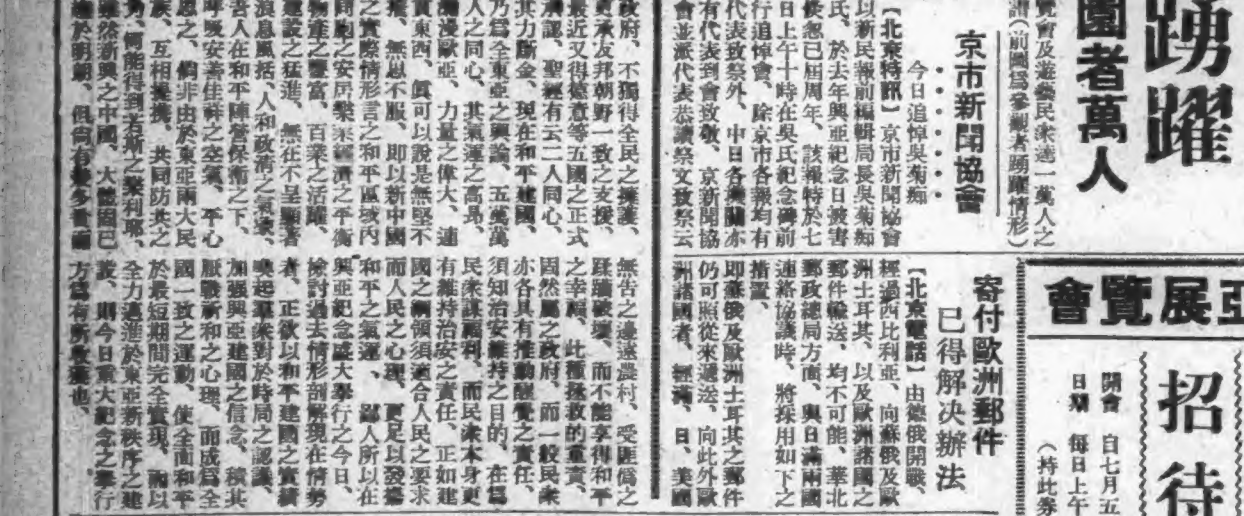 踴躍
園者萬人
覽會及遊藝民衆達一萬人之
（前圖爲參觀者踴躍情形）
京市新聞協會
今日追悼吳菊痴
【北京特訊】京市新聞協會
以新民報前編輯局長吳菊痴
氏、於去年興亞紀念日被害
後忽已屆周年、該報特於七
日上午十時在吳氏紀念碑前
行追悼會、除京市各報均有
代表致祭外、中日各機關亦
有代表到會致敬、京新聞協
會並派代表恭讀祭文致祭云
政府、不獨得全民之擁護、
更承友邦朝野一致之支援、
最近又得德意等五國之正式
承認、聖經有云二人同心、
其力斷金、現在和平建國、
乃爲全東亞之輿論、五萬萬
人之同心、其氣運之高昂、
瀰漫歐亞、力量之偉大、連
貫東西、眞可以說是無堅不
摧、無思不服、即以新中國
之實際情形言之和平區域內
閭閻之安居樂業經濟之平衡
物產之豐富、百業之活躍、
建設之猛進、無在不呈顯著
浪息風恬、人和政淸之氣象、
吾人在和平陣營保衛之下、
呼吸安善佳祥之空氣、平心
思之、倘非由於東亞兩大民
族、互相提携、共同防共之
何能得到若斯之樂利耶、
然新興之中國、大體固已
於明朗、但尙有
亞展覽會
招待
開會日期
自七月五
每日上午
（持此券
寄付歐洲郵件
已得解决辦法
【北京電話】由德俄開戰、
經過西比利亞、向蘇俄及歐
洲土耳其、以及歐洲諸國之
郵件輸送、均不可能、華北
郵政總局方面、與日滿兩國
連絡協議時、將採用如下之
措置、
即蘇俄及歐洲土耳其之郵件
仍可照從來遞法、向此外歐
洲諸國者、經滿、日、美國
無告之邊遠農村、受匪僞之
蹂躪破壞、而不能享得和平
之幸福、此種拯救的重責、
固然屬之政府、而一般民衆
亦各具有推動醒覺之責任、
須知治安維持之目的、在爲
民衆謀福利、而民衆本身更
有維持治安之責任、正如建
國之綱領須適合人民之要求
而人民之心理、更足以發揚
和平之氣運、鄙人所以在
興亞紀念盛大舉行之今日、
檢討過去情形剖解現在情勢
者、正欲以和平建國之實績
喚起羣衆對於時局之認識、
加强興亞建國之信念、積其
厭戰祈和之心理、而成爲全
國一致之運動、使全面和平
於最短期間完全實現、而以
全力邁進於東亞新秩序之建
設、則今日重大紀念之舉行
方爲有所收穫也、